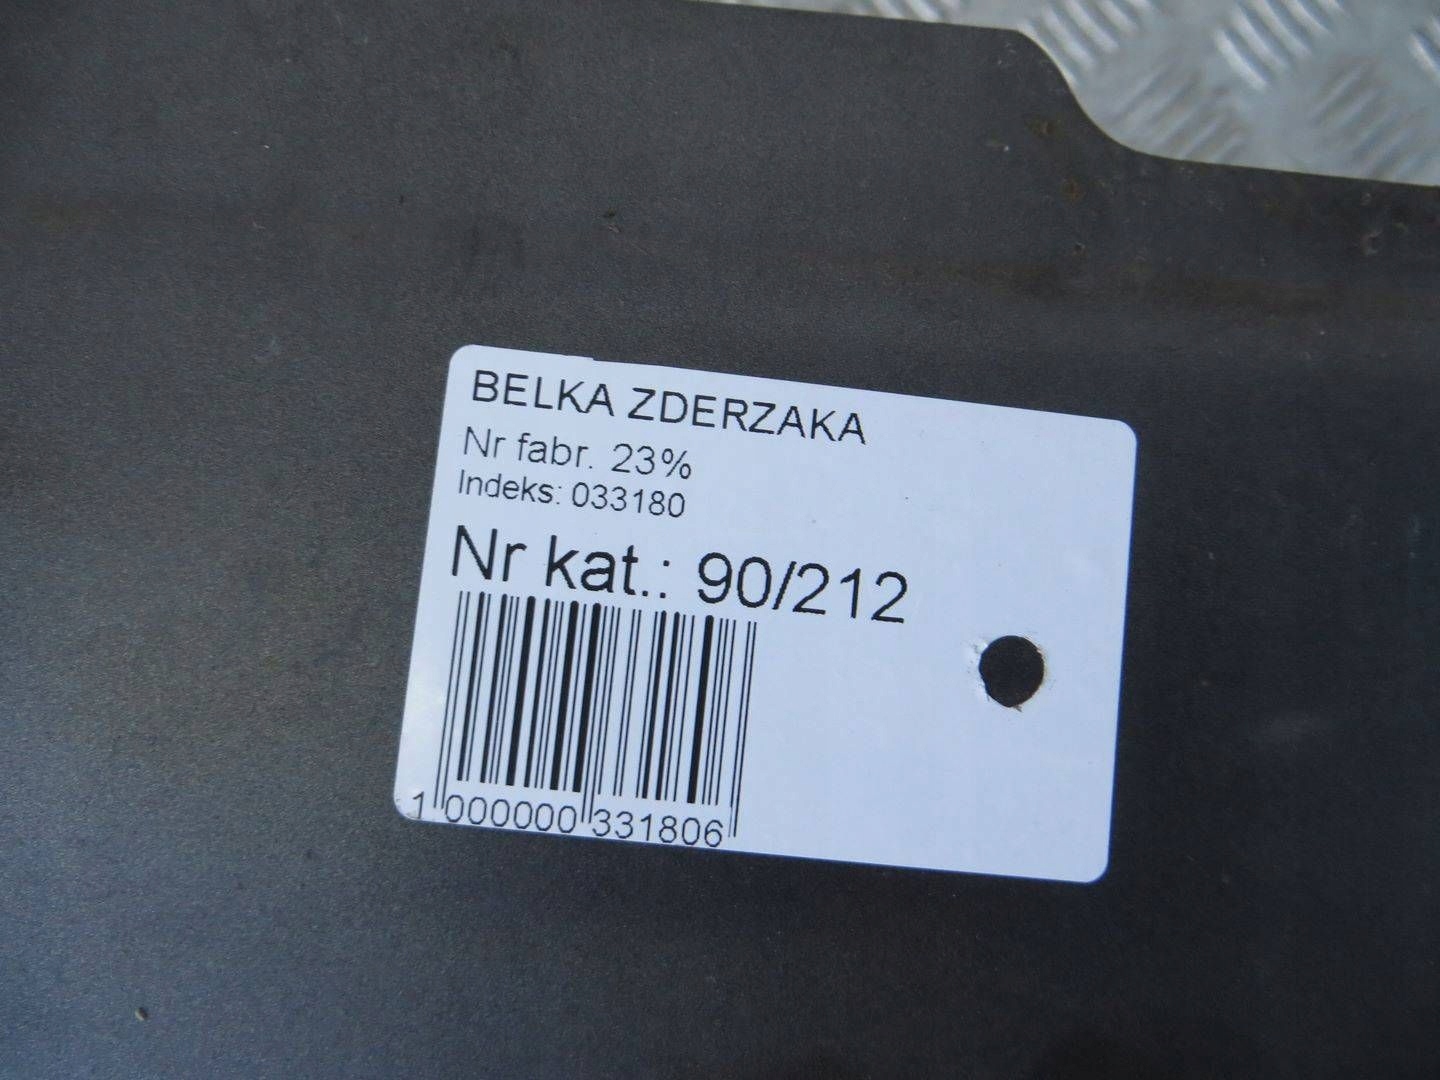 BELKA ZDERZAKA
Nr fabr. 23%
Indeks: 033180
Nr kat.: 90/212
1 000000 331806